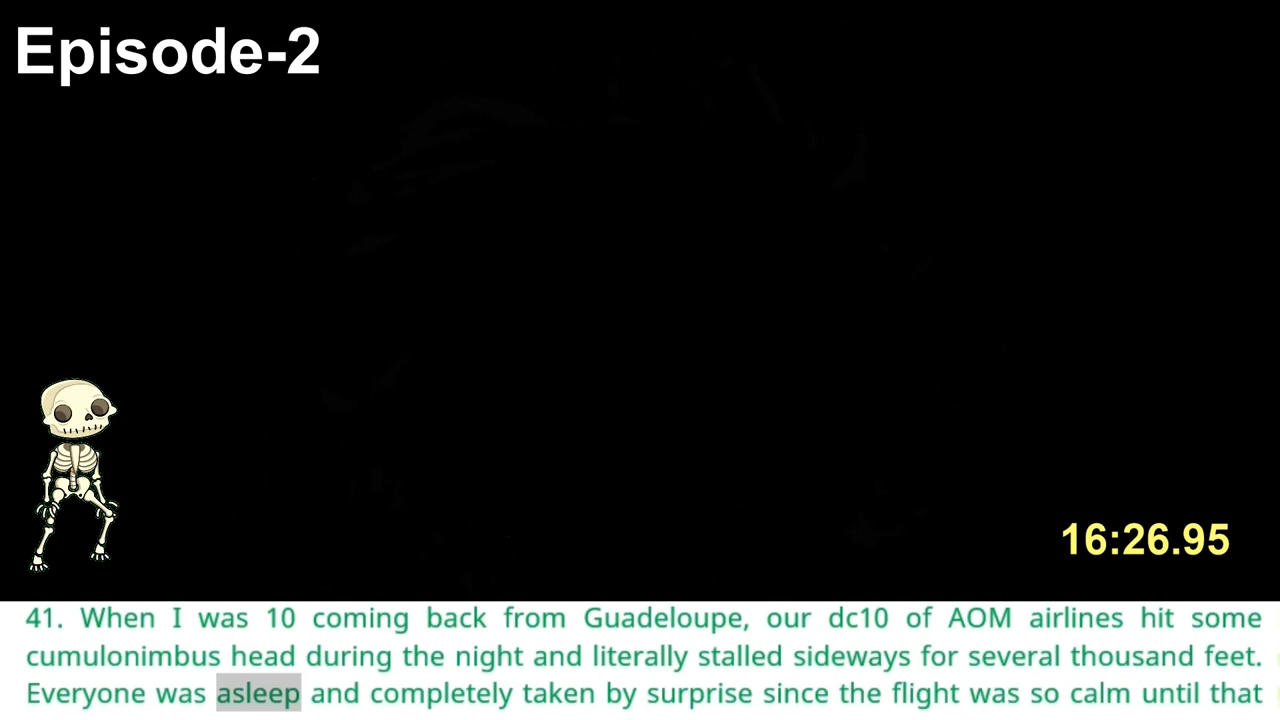 Episode-2
16:26.95
41. When I was 10 coming back from Guadeloupe, our dc10 of AOM airlines hit some
cumulonimbus head during the night and literally stalled sideways for several thousand feet.
Everyone was asleep and completely taken by surprise since the flight was so calm until that